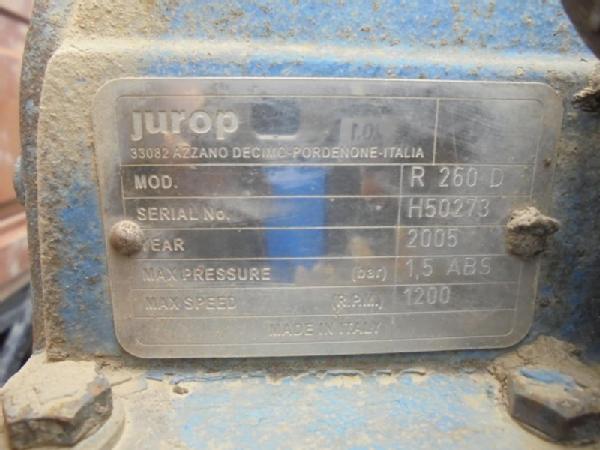 jurop
33082 AZZANO DECIMO-PORDENONE-ITALIA
MOD. R 260 D
SERIAL No. H50273
YEAR 2005
MAX PRESSURE (bar) 1,5 ABS
MAX SPEED (R.P.M.) 1200
MADE IN ITALY